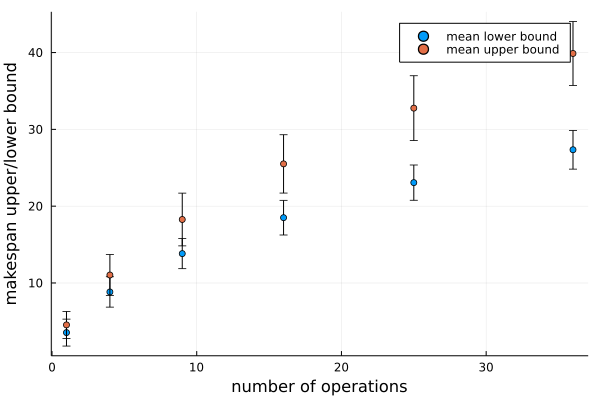 mean lower bound
mean upper bound
makespan upper/lower bound
40
30
20
10
0
10
20
30
number of operations